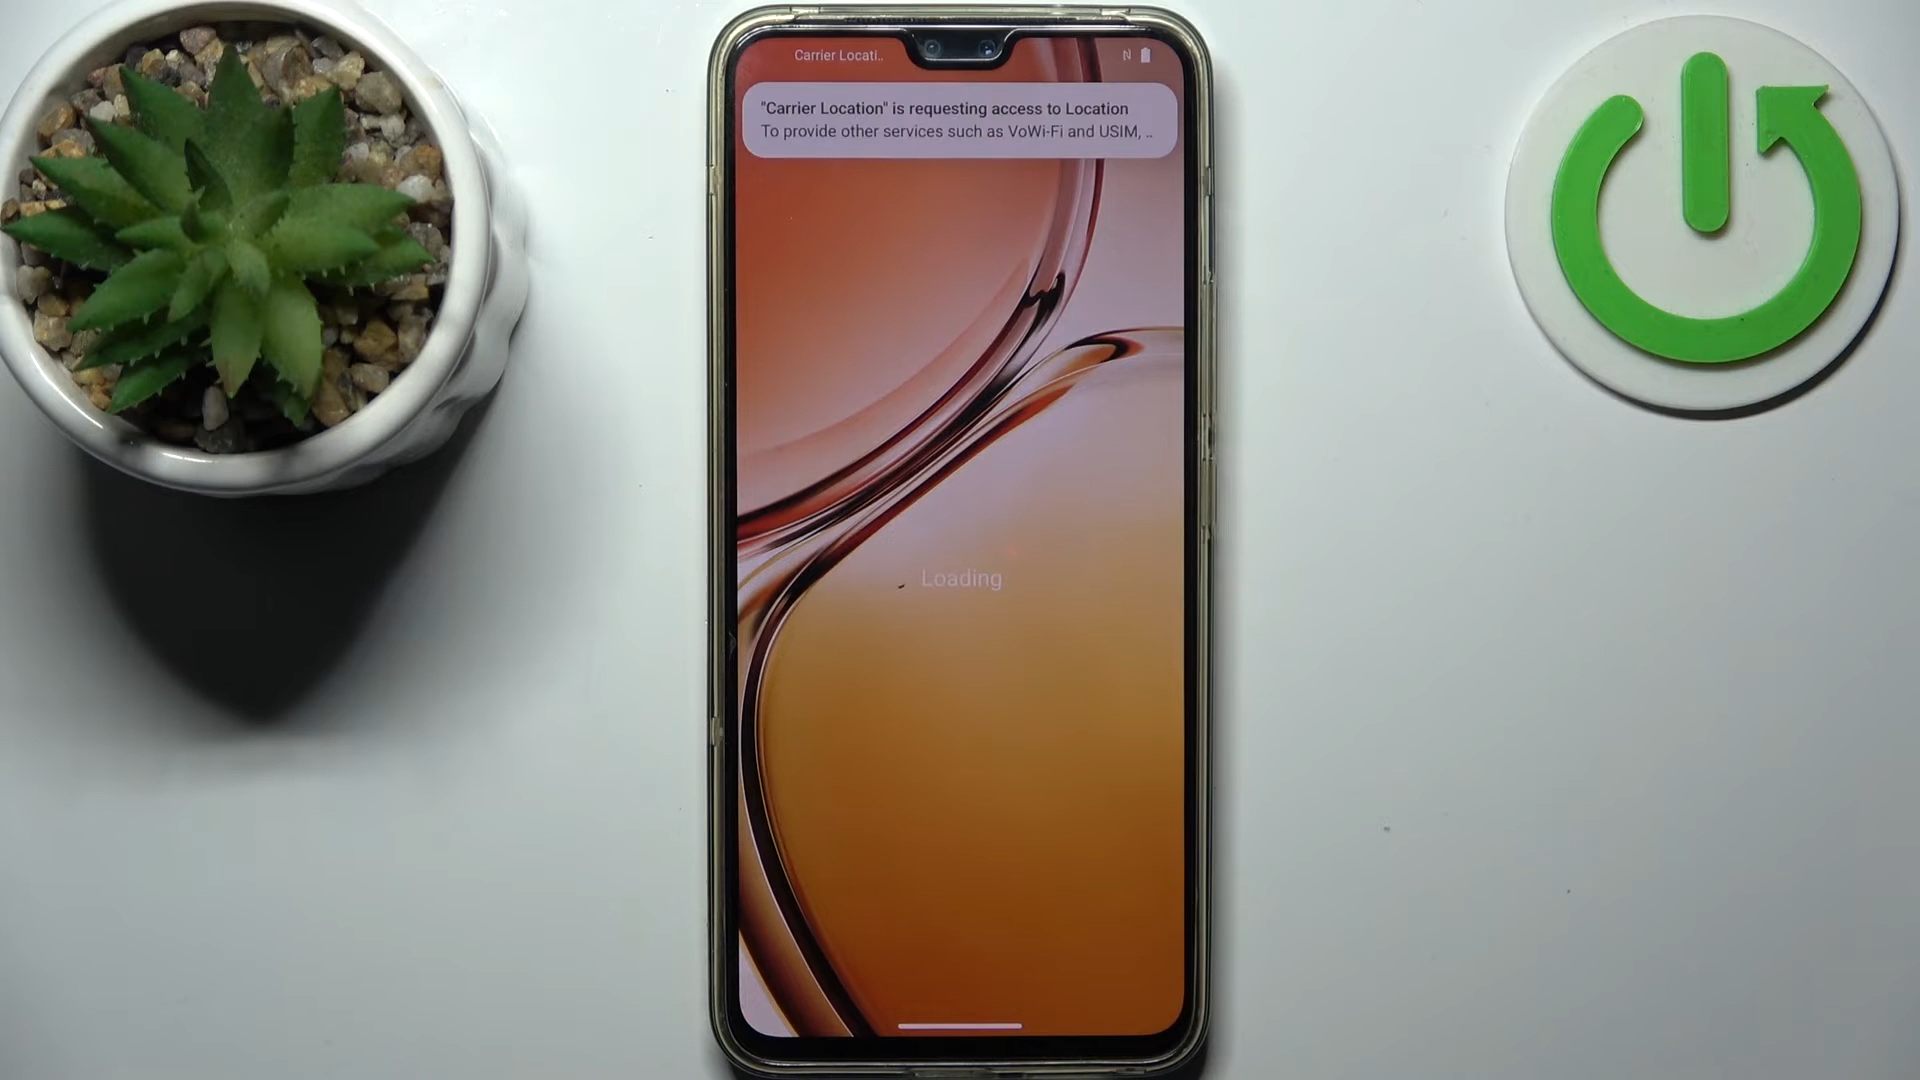 Carrier Locati..
"Carrier Location" is requesting access to Location
To provide other services such as VoWi-Fi and USIM, ..
Loading